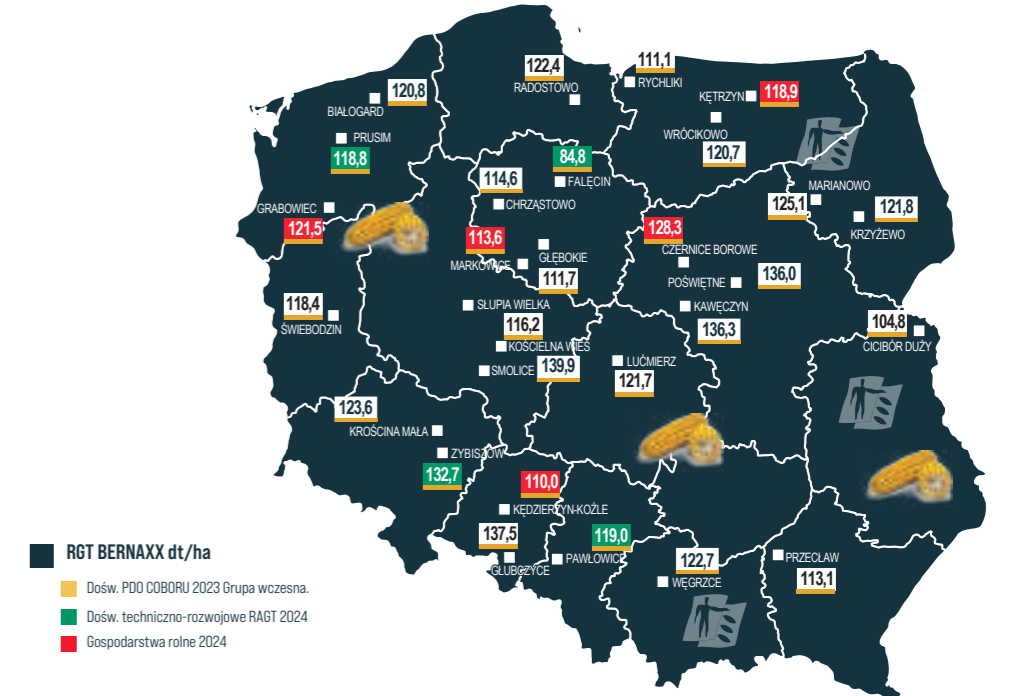 122,4
RADOSTOWO
111,1
RYCHLIKI
KĘTRZYN
118,9
120,8
BIAŁOGARD
WRÓCIKOWO
120,7
PRUSIM
118,8
84,8
FALĘCIN
114,6
CHRZĄSTOWO
MARIANOWO
125,1
121,8
KRZYŻEWO
GRABOWIEC
121,5
113,6
MARKOWICE
GŁĘBOKIE
111,7
128,3
CZERNICE BOROWE
POŚWIĘTNE
136,0
KAWĘCZYN
136,3
118,4
ŚWIEBODZIN
SŁUPIA WIELKA
116,2
KOŚCIELNA WIEŚ
139,9
SMOLICE
LUĆMIERZ
121,7
104,8
CICIBÓR DUŻY
123,6
KROŚCINA MAŁA
ZYBISZÓW
132,7
110,0
KĘDZIERZYN-KOŹLE
137,5
GŁUBCZYCE
119,0
PAWŁOWICE
122,7
WĘGRZCE
PRZECŁAW
113,1
RGT BERNAXX dt/ha
Dośw. PDO COBORU 2023 Grupa wczesna.
Dośw. techniczno-rozwojowe RAGT 2024
Gospodarstwa rolne 2024